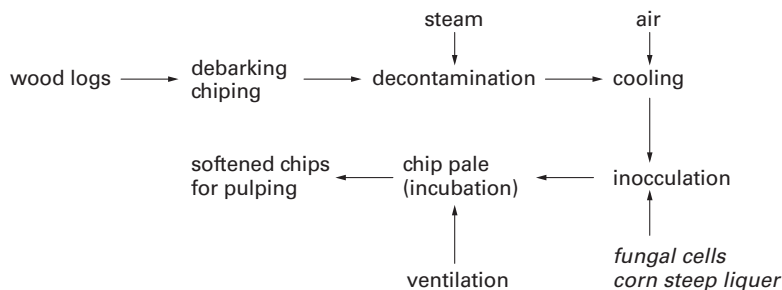 steam
air
wood logs
debarking
chiping
decontamination
cooling
softened chips
for pulping
chip pale
(incubation)
inocculation
ventilation
fungal cells
corn steep liquer